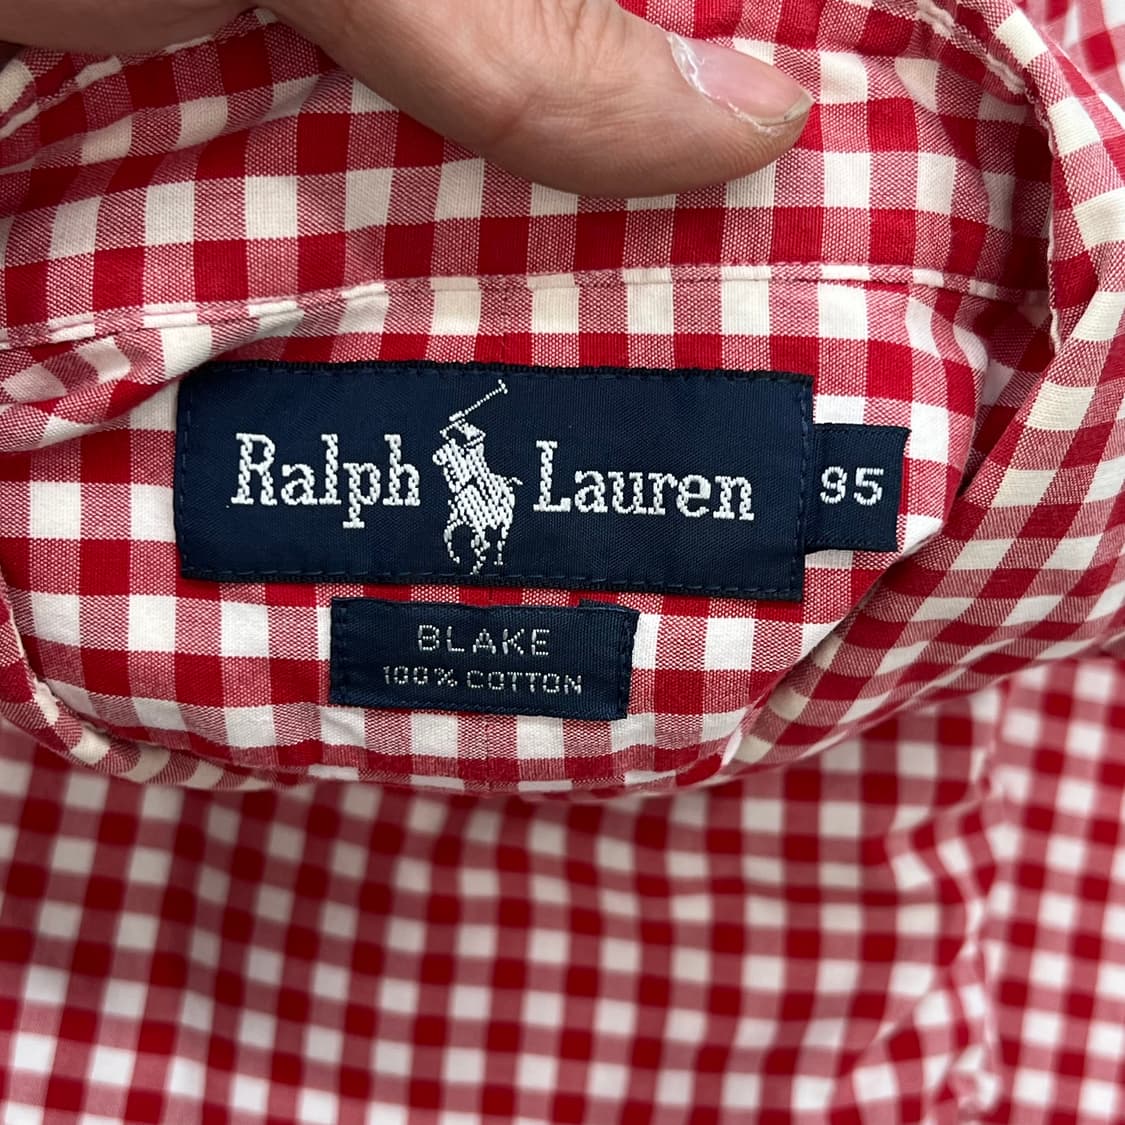 Ralph Lauren
95
BLAKE
100% COTTON